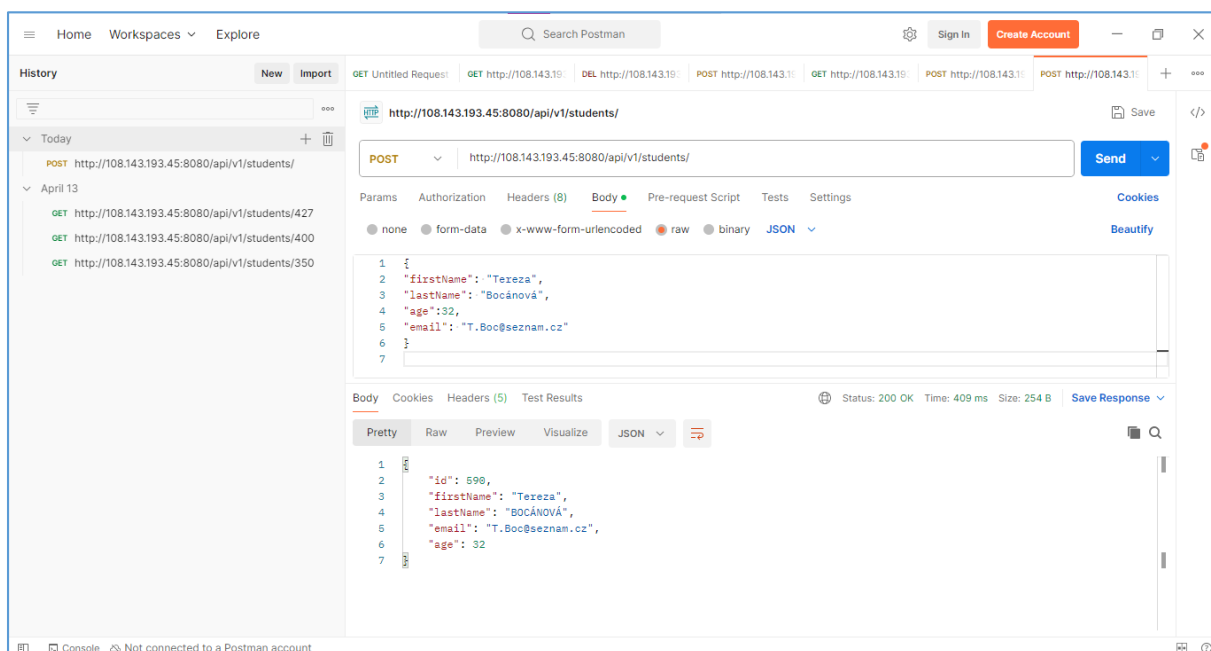 Home Workspaces Explore Search Postman Sign In Create Account
History New Import GET Untitled Request GET http://108.143.19 DEL http://108.143.19 POST http://108.143.1 GET http://108.143.19 POST http://108.143.1 POST http://108.143.1
HTTP http://108.143.193.45:8080/api/v1/students/ Save
Today
POST http://108.143.193.45:8080/api/v1/students/
April 13
GET http://108.143.193.45:8080/api/v1/students/427
GET http://108.143.193.45:8080/api/v1/students/400
GET http://108.143.193.45:8080/api/v1/students/350
POST http://108.143.193.45:8080/api/v1/students/ Send
Params Authorization Headers (8) Body Pre-request Script Tests Settings Cookies
none form-data x-www-form-urlencoded raw binary JSON Beautify
1 {
2 "firstName": "Tereza",
3 "lastName": "Bocánová",
4 "age":32,
5 "email": "T.Boc@seznam.cz"
6 }
7
Body Cookies Headers (5) Test Results Status: 200 OK Time: 409 ms Size: 254 B Save Response
Pretty Raw Preview Visualize JSON
1 {
2 "id": 590,
3 "firstName": "Tereza",
4 "lastName": "BOCÁNOVÁ",
5 "email": "T.Boc@seznam.cz",
6 "age": 32
7 }
Console Not connected to a Postman account